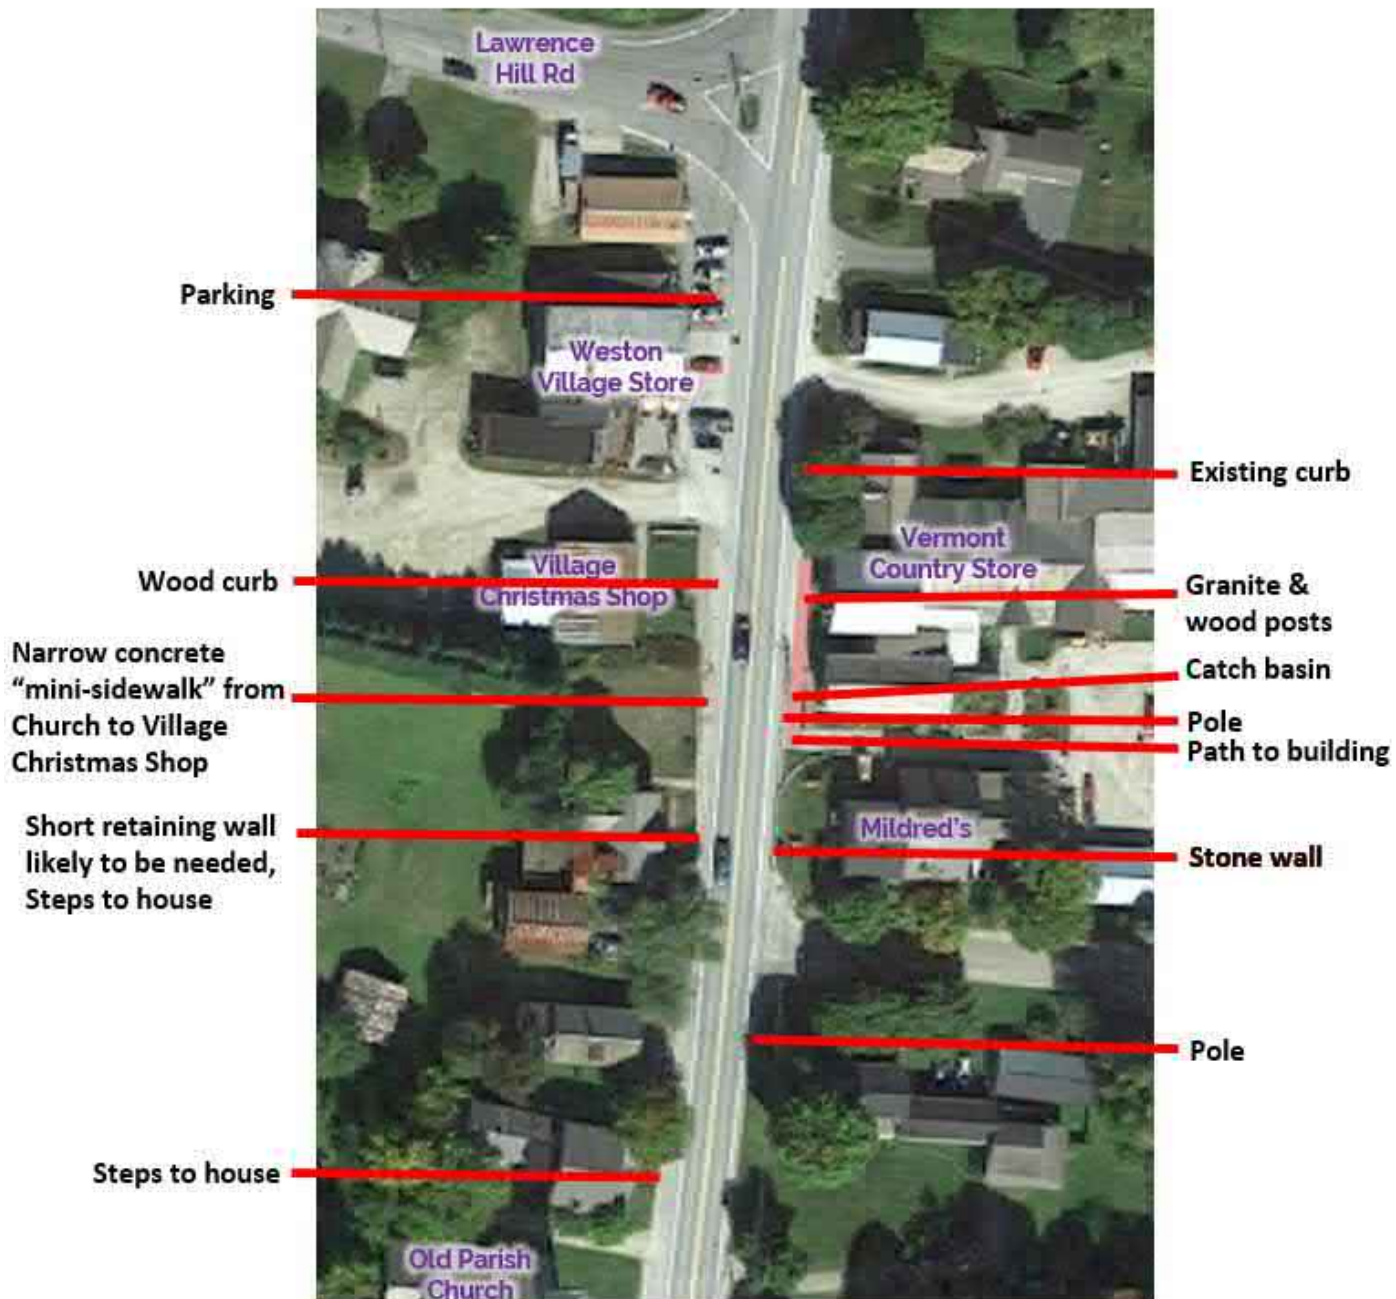 Lawrence
Hill Rd
Parking
Weston
Village Store
Existing curb
Vermont
Country Store
Village
Christmas Shop
Wood curb
Granite &
wood posts
Narrow concrete
“mini-sidewalk” from
Church to Village
Christmas Shop
Catch basin
Pole
Path to building
Short retaining wall
likely to be needed,
Steps to house
Mildred's
Stone wall
Pole
Steps to house
Old Parish
Church